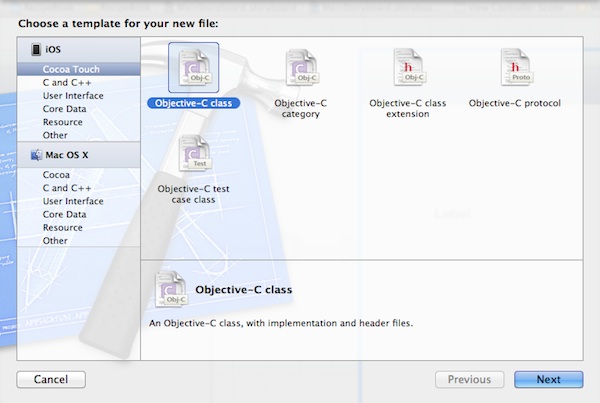 Choose a template for your new file:
iOS
Cocoa Touch
C and C++
User Interface
Core Data
Resource
Other
Mac OS X
Cocoa
C and C++
User Interface
Core Data
Resource
Other
Obj-C
Objective-C class
Obj-C
Objective-C
category
h
Obj-C
Objective-C class
extension
h
Proto
Objective-C protocol
C
Test
Objective-C test
case class
C
Obj-C
Objective-C class
An Objective-C class, with implementation and header files.
Cancel
Previous
Next